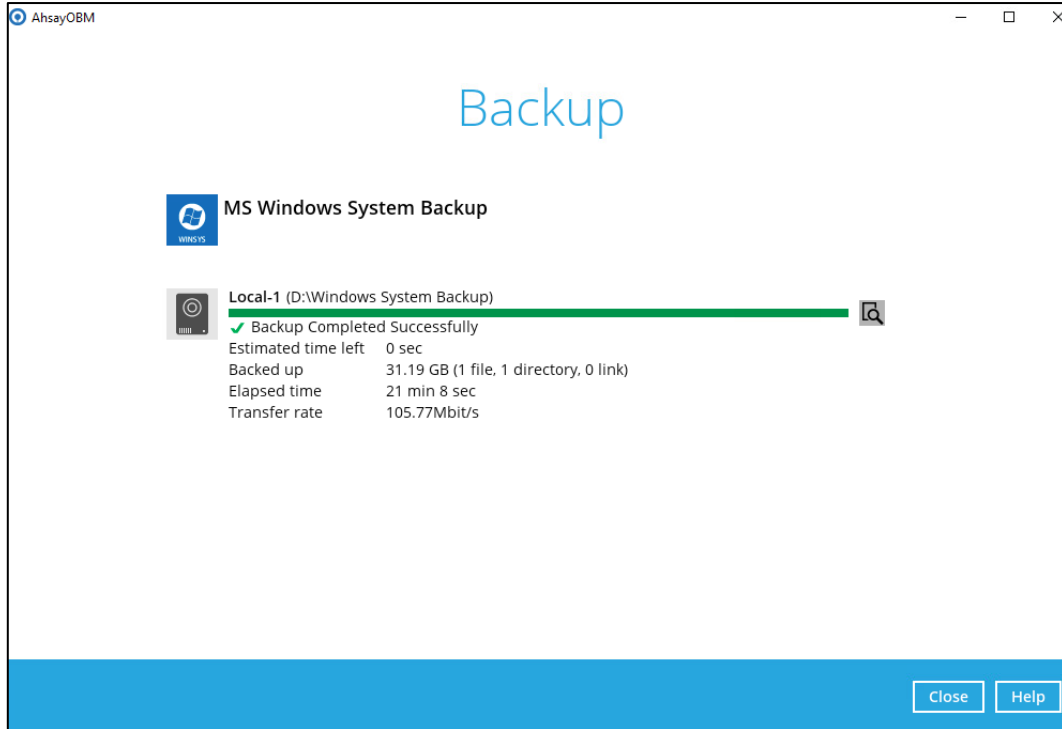 AhsayOBM
Backup
MS Windows System Backup
WINSYS
Local-1 (D:\Windows System Backup)
Backup Completed Successfully
Estimated time left 0 sec
Backed up 31.19 GB (1 file, 1 directory, 0 link)
Elapsed time 21 min 8 sec
Transfer rate 105.77Mbit/s
Close Help